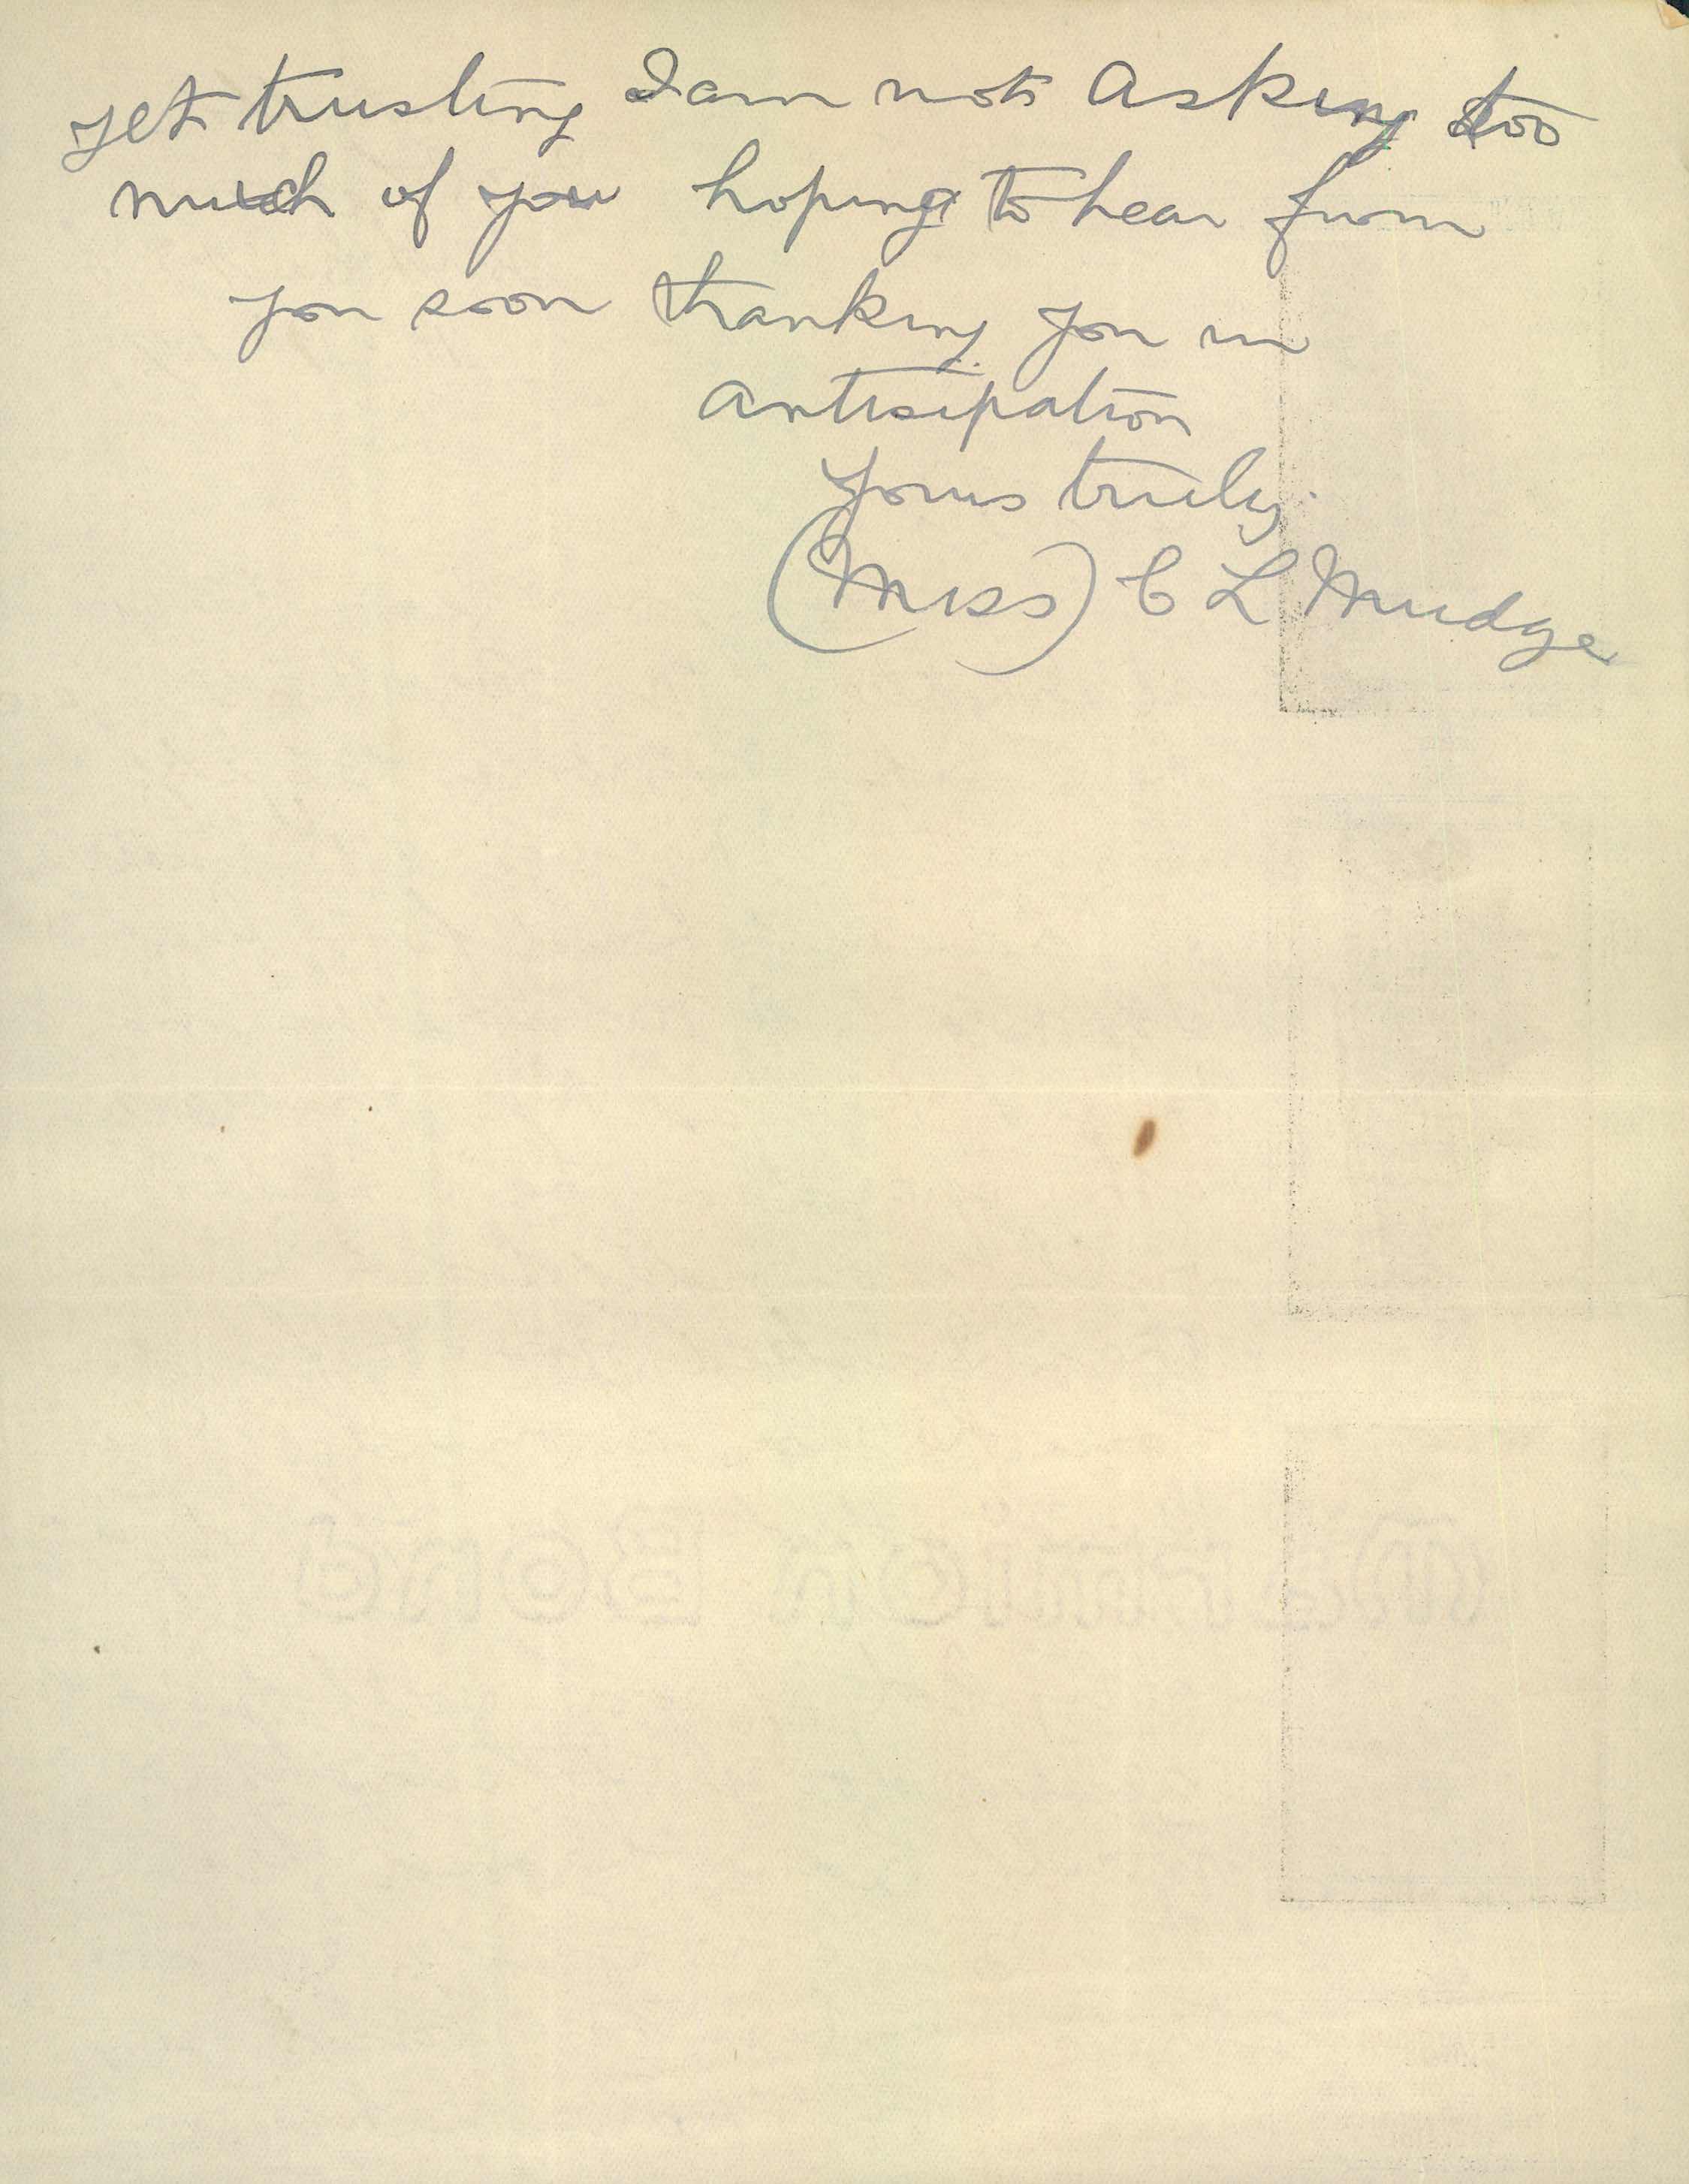 yet trusting I am not asking too
much of you hoping to hear from
you soon thanking you in
antisipation
yours truly.
(Miss) C L Mudge